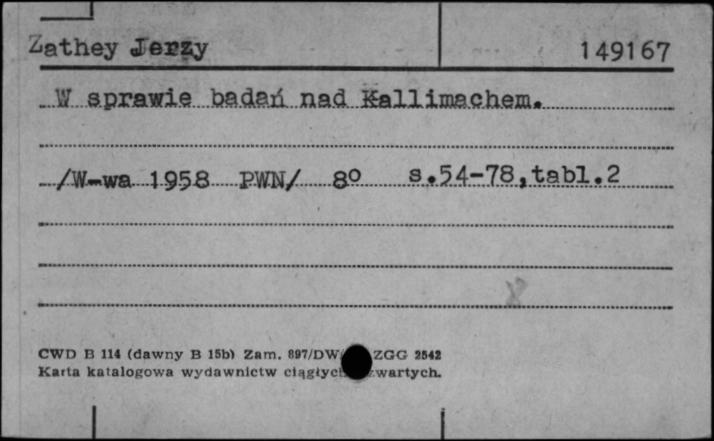 Zathey Jerzy 149167
W sprawie badań nad Kallimachem.
/W-wa 1958 PWN/ 8° s.54-78,tabl.2
CWD B 114 (dawny B 15b) Zam. 897/DW ZGG 2542
Karta katalogowa wydawnictw